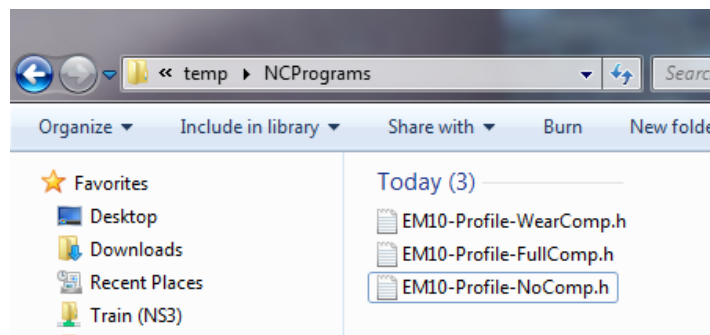 « temp ▸ NCPrograms Searc
Organize ▾ Include in library ▾ Share with ▾ Burn New folde
Favorites
Desktop
Downloads
Recent Places
Train (NS3)
Today (3)
EM10-Profile-WearComp.h
EM10-Profile-FullComp.h
EM10-Profile-NoComp.h